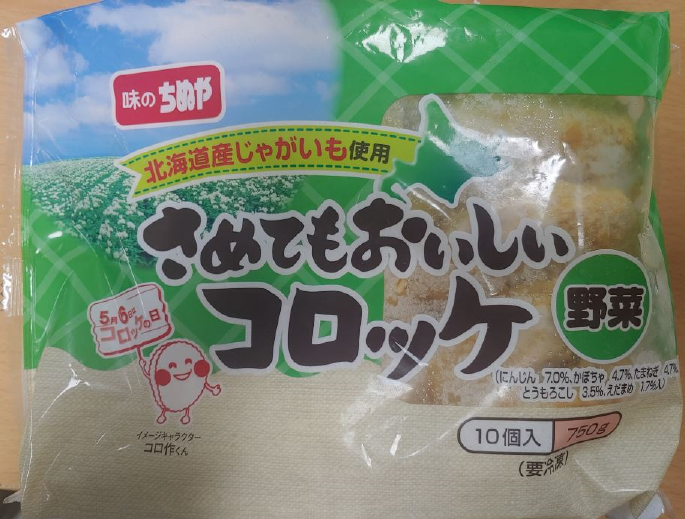 味の ちぬや
北海道産じゃがいも使用
さめてもおいしい
コロッケ
野菜
5月6日は
コロッケの日
(にんじん 7.0%、かぼちゃ 4.7%、たまねぎ 4.7%、
とうもろこし 3.5%、えだまめ 1.7%入)
イメージキャラクター
コロ作くん
10個入 750g
(要冷凍)